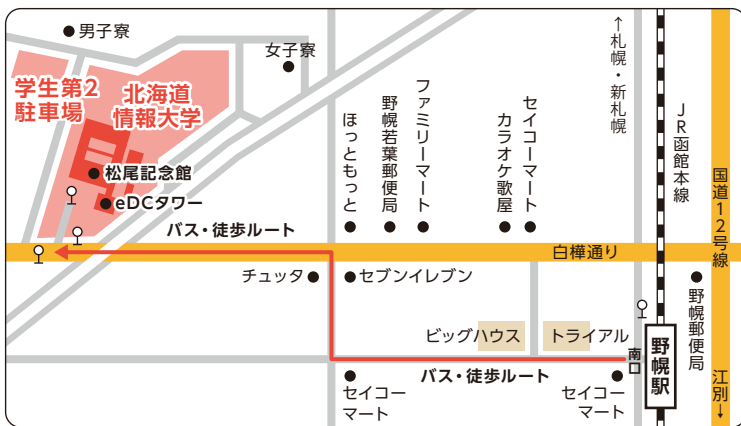 男子寮
女子寮
学生第2
駐車場
北海道
情報大学
松尾記念館
eDCタワー
バス・徒歩ルート
ほっともっと
野幌若葉郵便局
ファミリーマート
カラオケ歌屋
セイコーマート
↑札幌・新札幌
JR函館本線
国道12号線
白樺通り
チュッタ
セブンイレブン
ビッグハウス
トライアル
野幌郵便局
南口
野幌駅
バス・徒歩ルート
セイコー
マート
セイコー
マート
江別↓